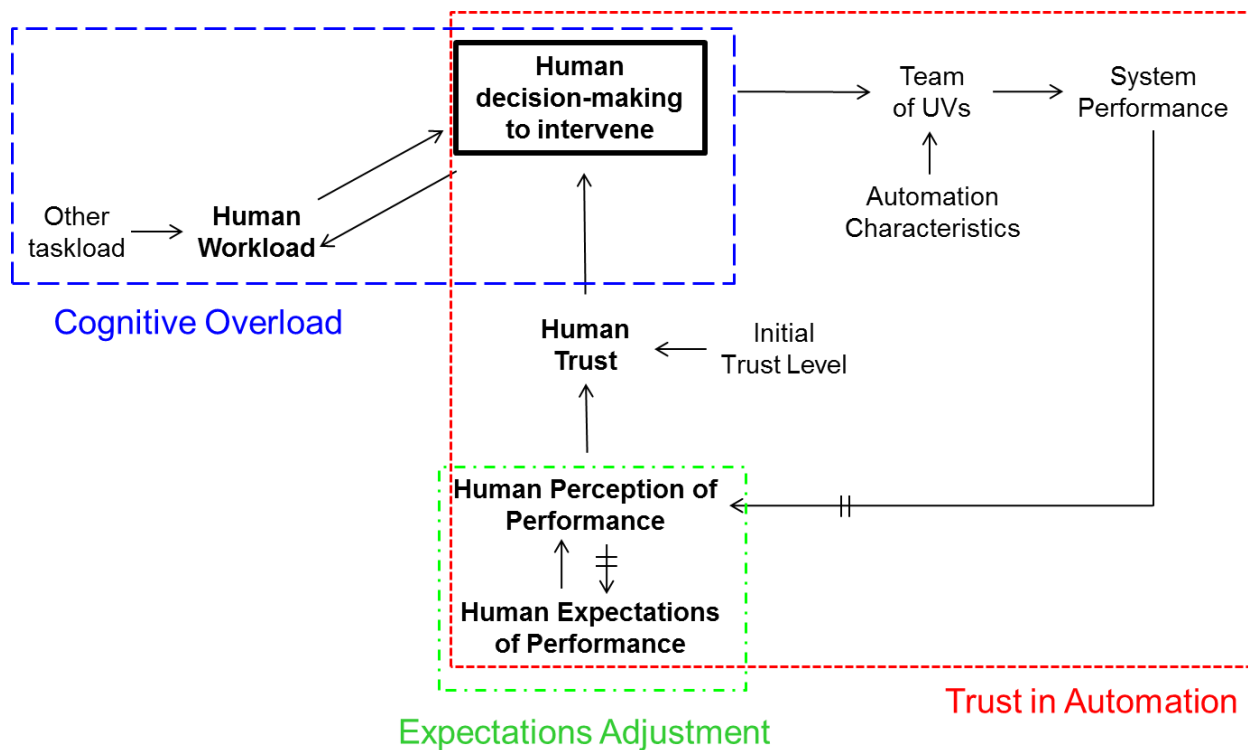 Human
decision-making
to intervene
Team
of UVs
System
Performance
Automation
Characteristics
Other
taskload
Human
Workload
Cognitive Overload
Human
Trust
Initial
Trust Level
Human Perception of
Performance
Human Expectations
of Performance
Trust in Automation
Expectations Adjustment